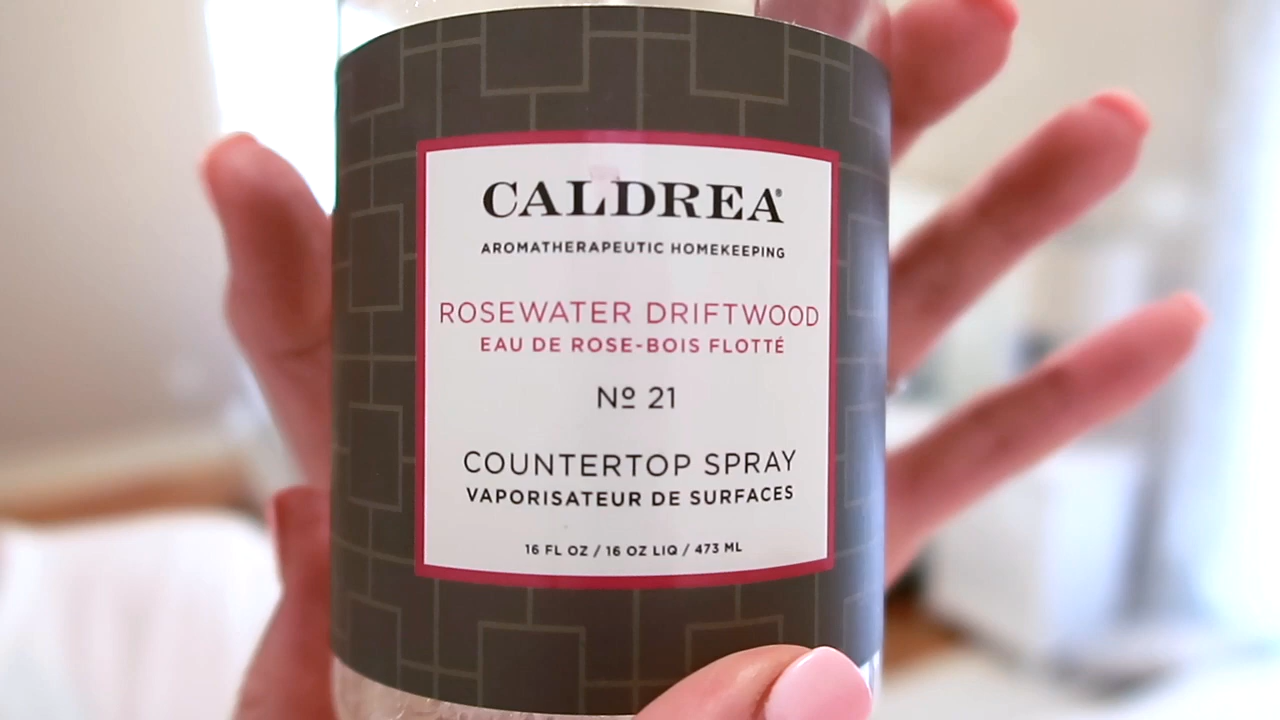 CALDREA®
AROMATHERAPEUTIC HOMEKEEPING
ROSEWATER DRIFTWOOD
EAU DE ROSE-BOIS FLOTTÉ
Nº 21
COUNTERTOP SPRAY
VAPORISATEUR DE SURFACES
16 FL OZ / 16 OZ LIQ / 473 ML